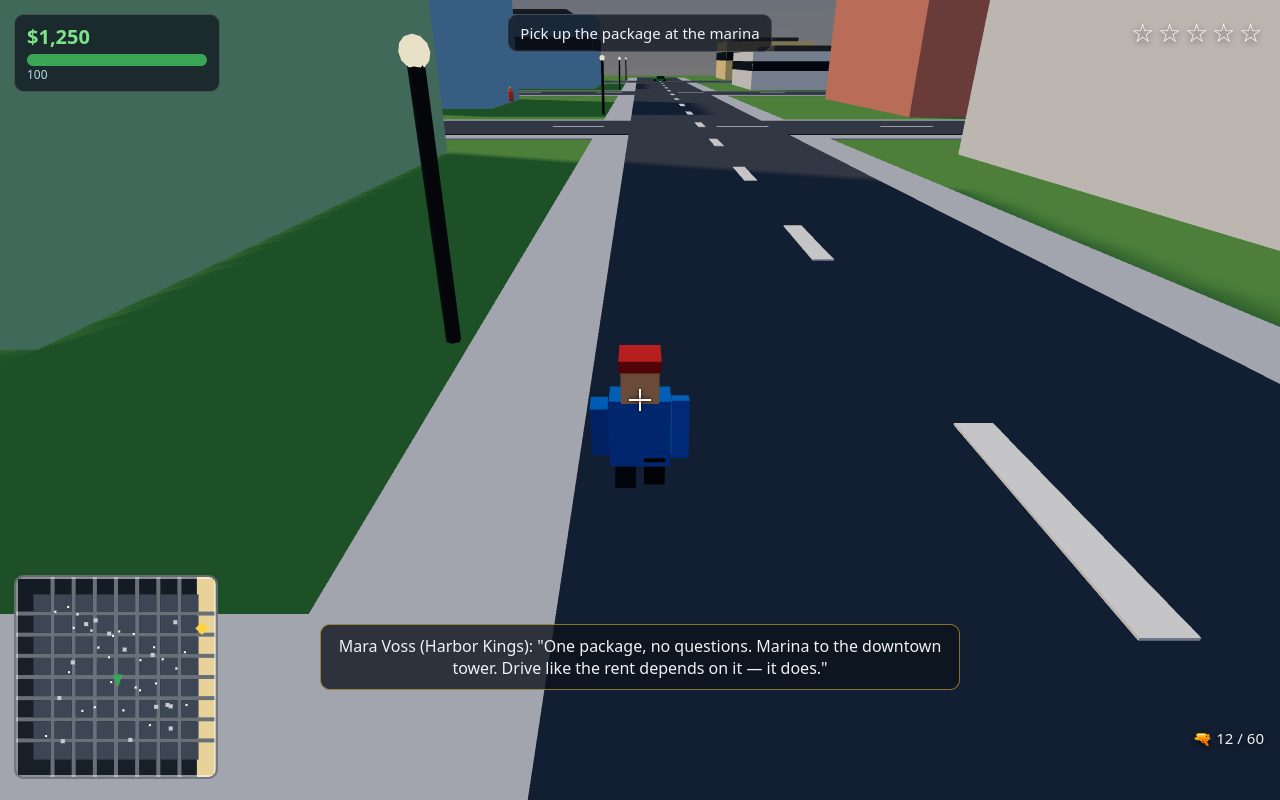 $1,250
100
Pick up the package at the marina
Mara Voss (Harbor Kings): "One package, no questions. Marina to the downtown
tower. Drive like the rent depends on it — it does."
12 / 60